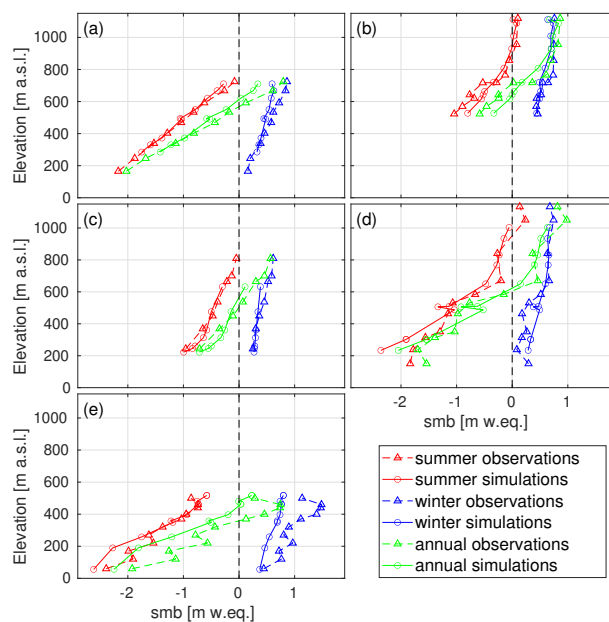 (a)
(b)
1000
800
600
400
200
0
Elevation [m a.s.l.]
(c)
(d)
1000
800
600
400
200
0
Elevation [m a.s.l.]
-2
-1
0
1
smb [m w.eq.]
(e)
1000
800
600
400
200
0
Elevation [m a.s.l.]
-2
-1
0
1
smb [m w.eq.]
summer observations
summer simulations
winter observations
winter simulations
annual observations
annual simulations